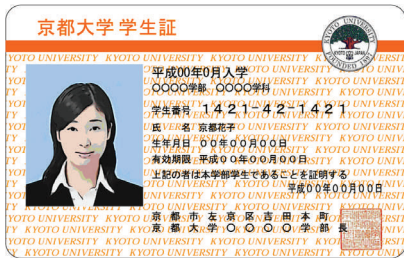 京都大学 学生証
KYOTO UNIVERSITY
KYOTO JAPAN
FOUNDED 1897
平成00年0月入学
○○○○学部 ○○○○学科
学生番号 1421-42-1421
氏 名 京都花子
生年月日 00年00月00日
有効期限 平成00年00月00日
上記の者は本学部学生であることを証明する
平成00年00月00日
京都市左京区吉田本町
京都大学○○○○学部長